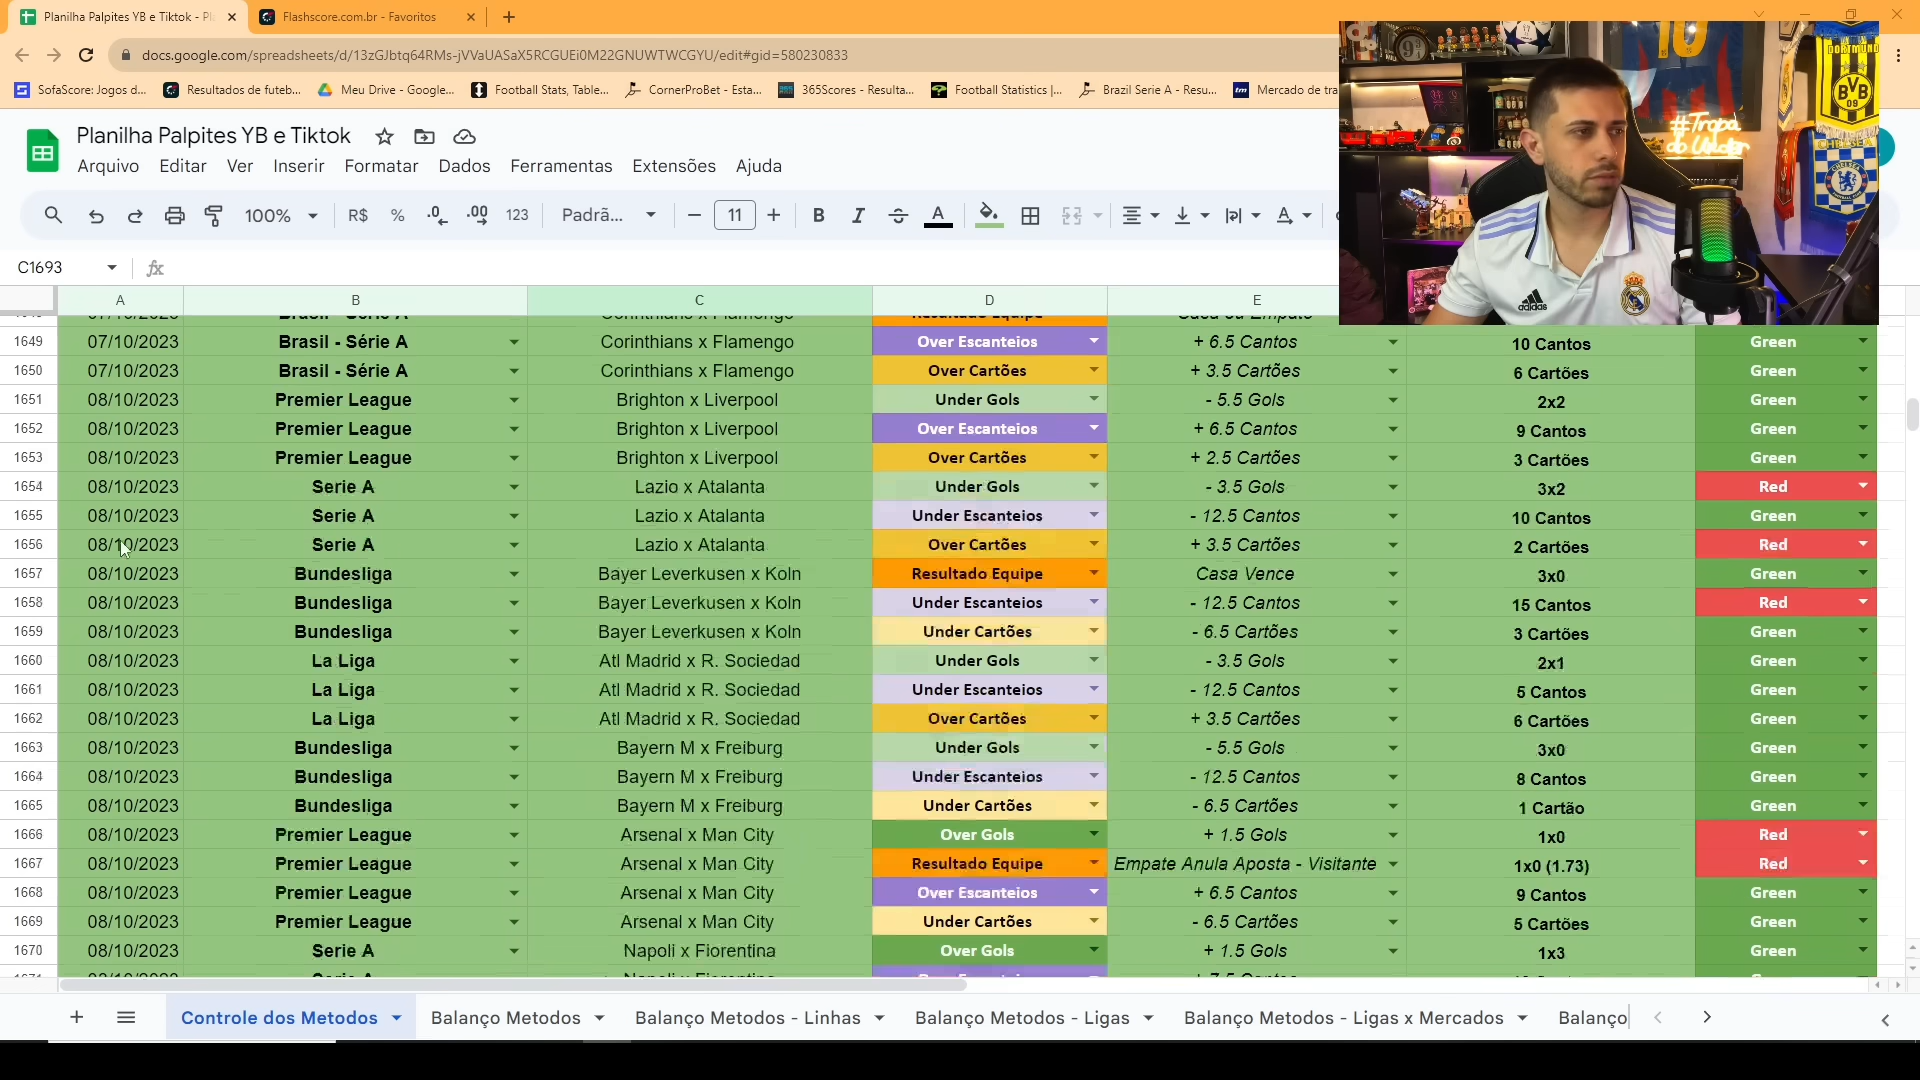 Planilha Palpites YB e Tiktok - Pl
Flashscore.com.br - Favoritos
docs.google.com/spreadsheets/d/13zGJbtq64RMs-jVVaUASaX5RCGUEi0M22GNUWTWCGYU/edit#gid=580230833
SofaScore: Jogos d...
Resultados de futeb...
Meu Drive - Google...
Football Stats, Table...
CornerProBet - Esta...
365Scores - Resulta...
Football Statistics |...
Brazil Serie A - Resu...
Mercado de tra
Planilha Palpites YB e Tiktok
Arquivo Editar Ver Inserir Formatar Dados Ferramentas Extensões Ajuda
100% R$ % .0 .00 123 Padrã... 11 B I A
C1693 fx
A B C D E
1649 07/10/2023 Brasil - Série A Corinthians x Flamengo Over Escanteios + 6.5 Cantos 10 Cantos Green
1650 07/10/2023 Brasil - Série A Corinthians x Flamengo Over Cartões + 3.5 Cartões 6 Cartões Green
1651 08/10/2023 Premier League Brighton x Liverpool Under Gols - 5.5 Gols 2x2 Green
1652 08/10/2023 Premier League Brighton x Liverpool Over Escanteios + 6.5 Cantos 9 Cantos Green
1653 08/10/2023 Premier League Brighton x Liverpool Over Cartões + 2.5 Cartões 3 Cartões Green
1654 08/10/2023 Serie A Lazio x Atalanta Under Gols - 3.5 Gols 3x2 Red
1655 08/10/2023 Serie A Lazio x Atalanta Under Escanteios - 12.5 Cantos 10 Cantos Green
1656 08/10/2023 Serie A Lazio x Atalanta Over Cartões + 3.5 Cartões 2 Cartões Red
1657 08/10/2023 Bundesliga Bayer Leverkusen x Koln Resultado Equipe Casa Vence 3x0 Green
1658 08/10/2023 Bundesliga Bayer Leverkusen x Koln Under Escanteios - 12.5 Cantos 15 Cantos Red
1659 08/10/2023 Bundesliga Bayer Leverkusen x Koln Under Cartões - 6.5 Cartões 3 Cartões Green
1660 08/10/2023 La Liga Atl Madrid x R. Sociedad Under Gols - 3.5 Gols 2x1 Green
1661 08/10/2023 La Liga Atl Madrid x R. Sociedad Under Escanteios - 12.5 Cantos 5 Cantos Green
1662 08/10/2023 La Liga Atl Madrid x R. Sociedad Over Cartões + 3.5 Cartões 6 Cartões Green
1663 08/10/2023 Bundesliga Bayern M x Freiburg Under Gols - 5.5 Gols 3x0 Green
1664 08/10/2023 Bundesliga Bayern M x Freiburg Under Escanteios - 12.5 Cantos 8 Cantos Green
1665 08/10/2023 Bundesliga Bayern M x Freiburg Under Cartões - 6.5 Cartões 1 Cartão Green
1666 08/10/2023 Premier League Arsenal x Man City Over Gols + 1.5 Gols 1x0 Red
1667 08/10/2023 Premier League Arsenal x Man City Resultado Equipe Empate Anula Aposta - Visitante 1x0 (1.73) Red
1668 08/10/2023 Premier League Arsenal x Man City Over Escanteios + 6.5 Cantos 9 Cantos Green
1669 08/10/2023 Premier League Arsenal x Man City Under Cartões - 6.5 Cartões 5 Cartões Green
1670 08/10/2023 Serie A Napoli x Fiorentina Over Gols + 1.5 Gols 1x3 Green
Controle dos Metodos Balanço Metodos Balanço Metodos - Linhas Balanço Metodos - Ligas Balanço Metodos - Ligas x Mercados Balanço
#Tropa
do Under
DORTMUND
BVB
09
CHELSEA
adidas